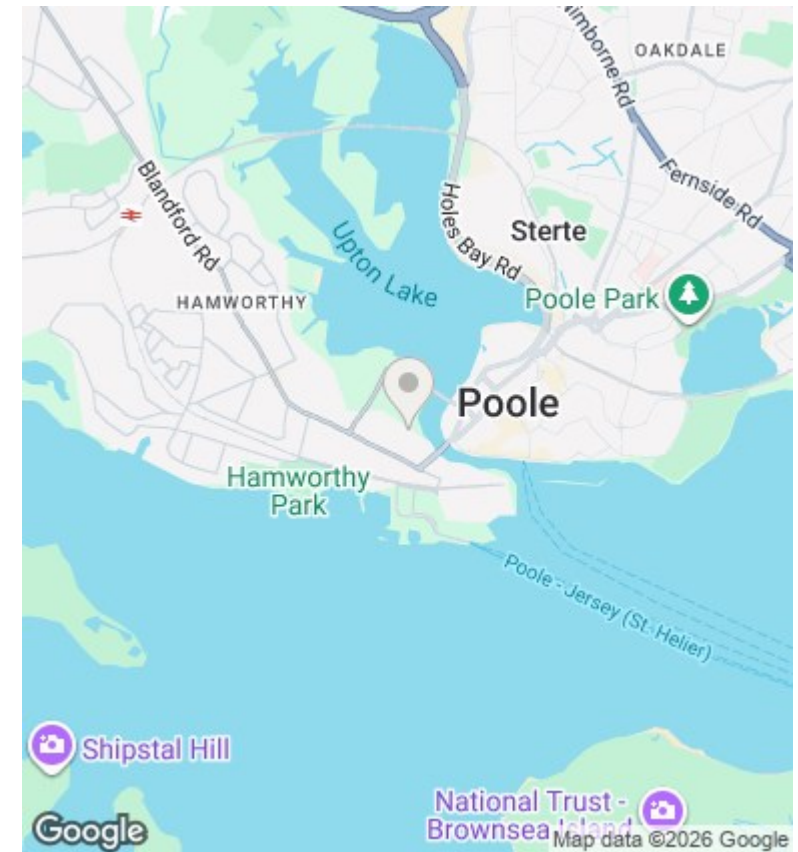 Wimborne Rd
OAKDALE
Blandford Rd
Fernside Rd
Holes Bay Rd
Sterte
Upton Lake
Poole Park
HAMWORTHY
Poole
Hamworthy
Park
Poole - Jersey (St. Helier)
Shipstal Hill
National Trust -
Brownsea Island
Google
Map data ©2026 Google